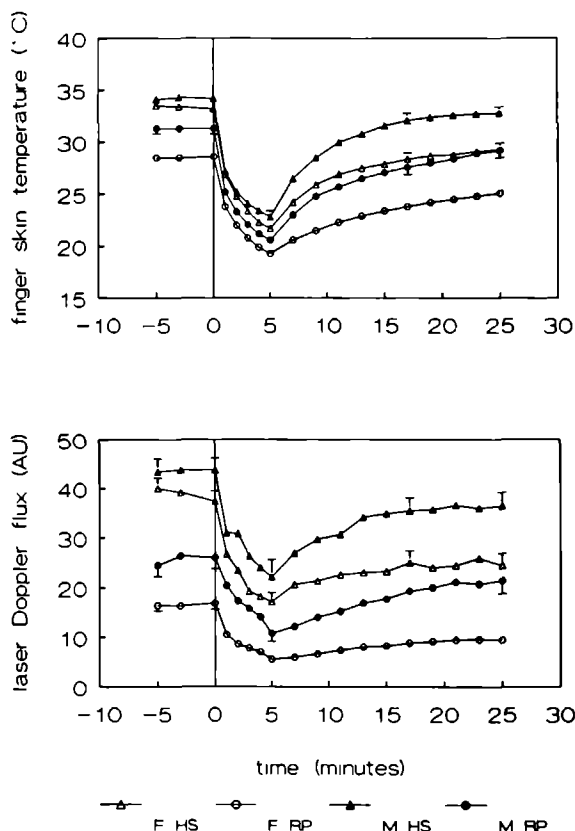 finger skin temperature (°C)
40
35
30
25
20
15
-10 -5 0 5 10 15 20 25 30
laser Doppler flux (AU)
50
40
30
20
10
0
-10 -5 0 5 10 15 20 25 30
time (minutes)
F HS F RP M HS M RP